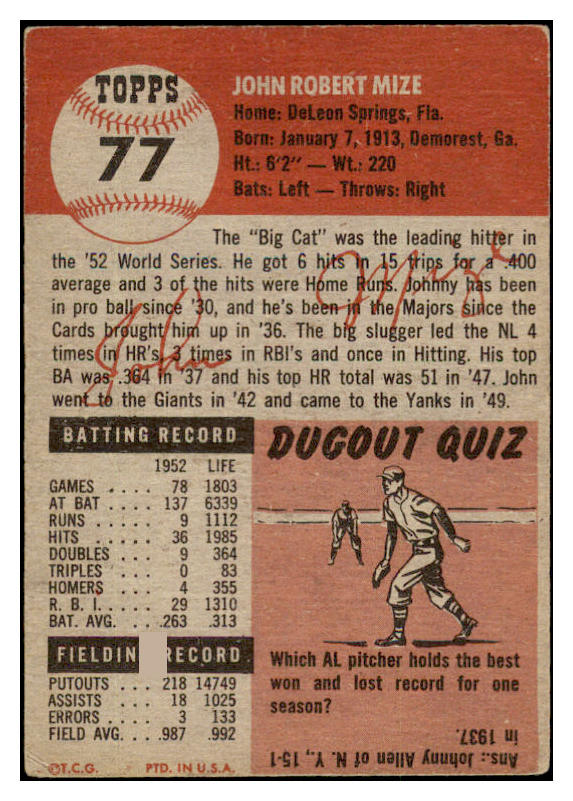 TOPPS
77
JOHN ROBERT MIZE
Home: DeLeon Springs, Fla.
Born: January 7, 1913, Demorest, Ga.
Ht.: 6'2" — Wt.: 220
Bats: Left — Throws: Right
The "Big Cat" was the leading hitter in
the '52 World Series. He got 6 hits in 15 trips for a .400
average and 3 of the hits were Home Runs. Johnny has been
in pro ball since '30, and he's been in the Majors since the
Cards brought him up in '36. The big slugger led the NL 4
times in HR's, 3 times in RBI's and once in Hitting. His top
BA was .364 in '37 and his top HR total was 51 in '47. John
went to the Giants in '42 and came to the Yanks in '49.
John Mize
BATTING RECORD
1952 LIFE
GAMES .... 78 1803
AT BAT .... 137 6339
RUNS .... 9 1112
HITS .... 36 1985
DOUBLES ... 9 364
TRIPLES ... 0 83
HOMERS ... 4 355
R. B. I. .... 29 1310
BAT. AVG. ... .263 .313
FIELDIN RECORD
PUTOUTS ... 218 14749
ASSISTS ... 18 1025
ERRORS ... 3 133
FIELD AVG. .. .987 .992
©T.C.G. PTD. IN U.S.A.
DUGOUT QUIZ
Which AL pitcher holds the best
won and lost record for one
season?
Ans.: Johnny Allen of N. Y., 15-1
in 1937.